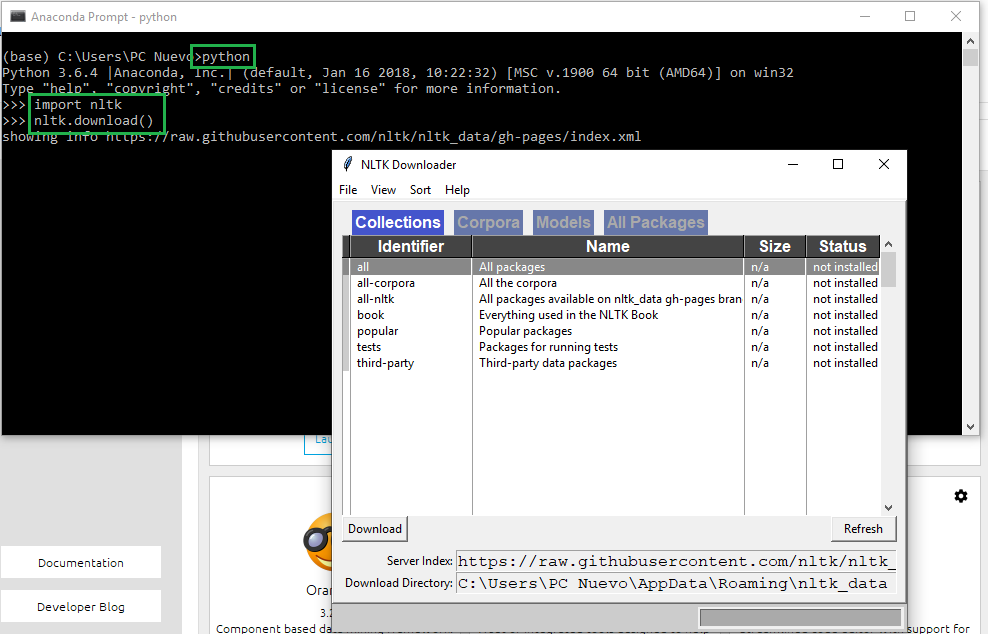 Anaconda Prompt - python
(base) C:\Users\PC Nuevo>python
Python 3.6.4 |Anaconda, Inc.| (default, Jan 16 2018, 10:22:32) [MSC v.1900 64 bit (AMD64)] on win32
Type "help", "copyright", "credits" or "license" for more information.
>>> import nltk
>>> nltk.download()
showing info https://raw.githubusercontent.com/nltk/nltk_data/gh-pages/index.xml
NLTK Downloader
File View Sort Help
Collections Corpora Models All Packages
Identifier Name Size Status
all All packages n/a not installed
all-corpora All the corpora n/a not installed
all-nltk All packages available on nltk_data gh-pages bran n/a not installed
book Everything used in the NLTK Book n/a not installed
popular Popular packages n/a not installed
tests Packages for running tests n/a not installed
third-party Third-party data packages n/a not installed
Download Refresh
Server Index: https://raw.githubusercontent.com/nltk/nltk_
Download Directory: C:\Users\PC Nuevo\AppData\Roaming\nltk_data
Lau
Documentation
Developer Blog
Oran
3.2
Component based da
support for